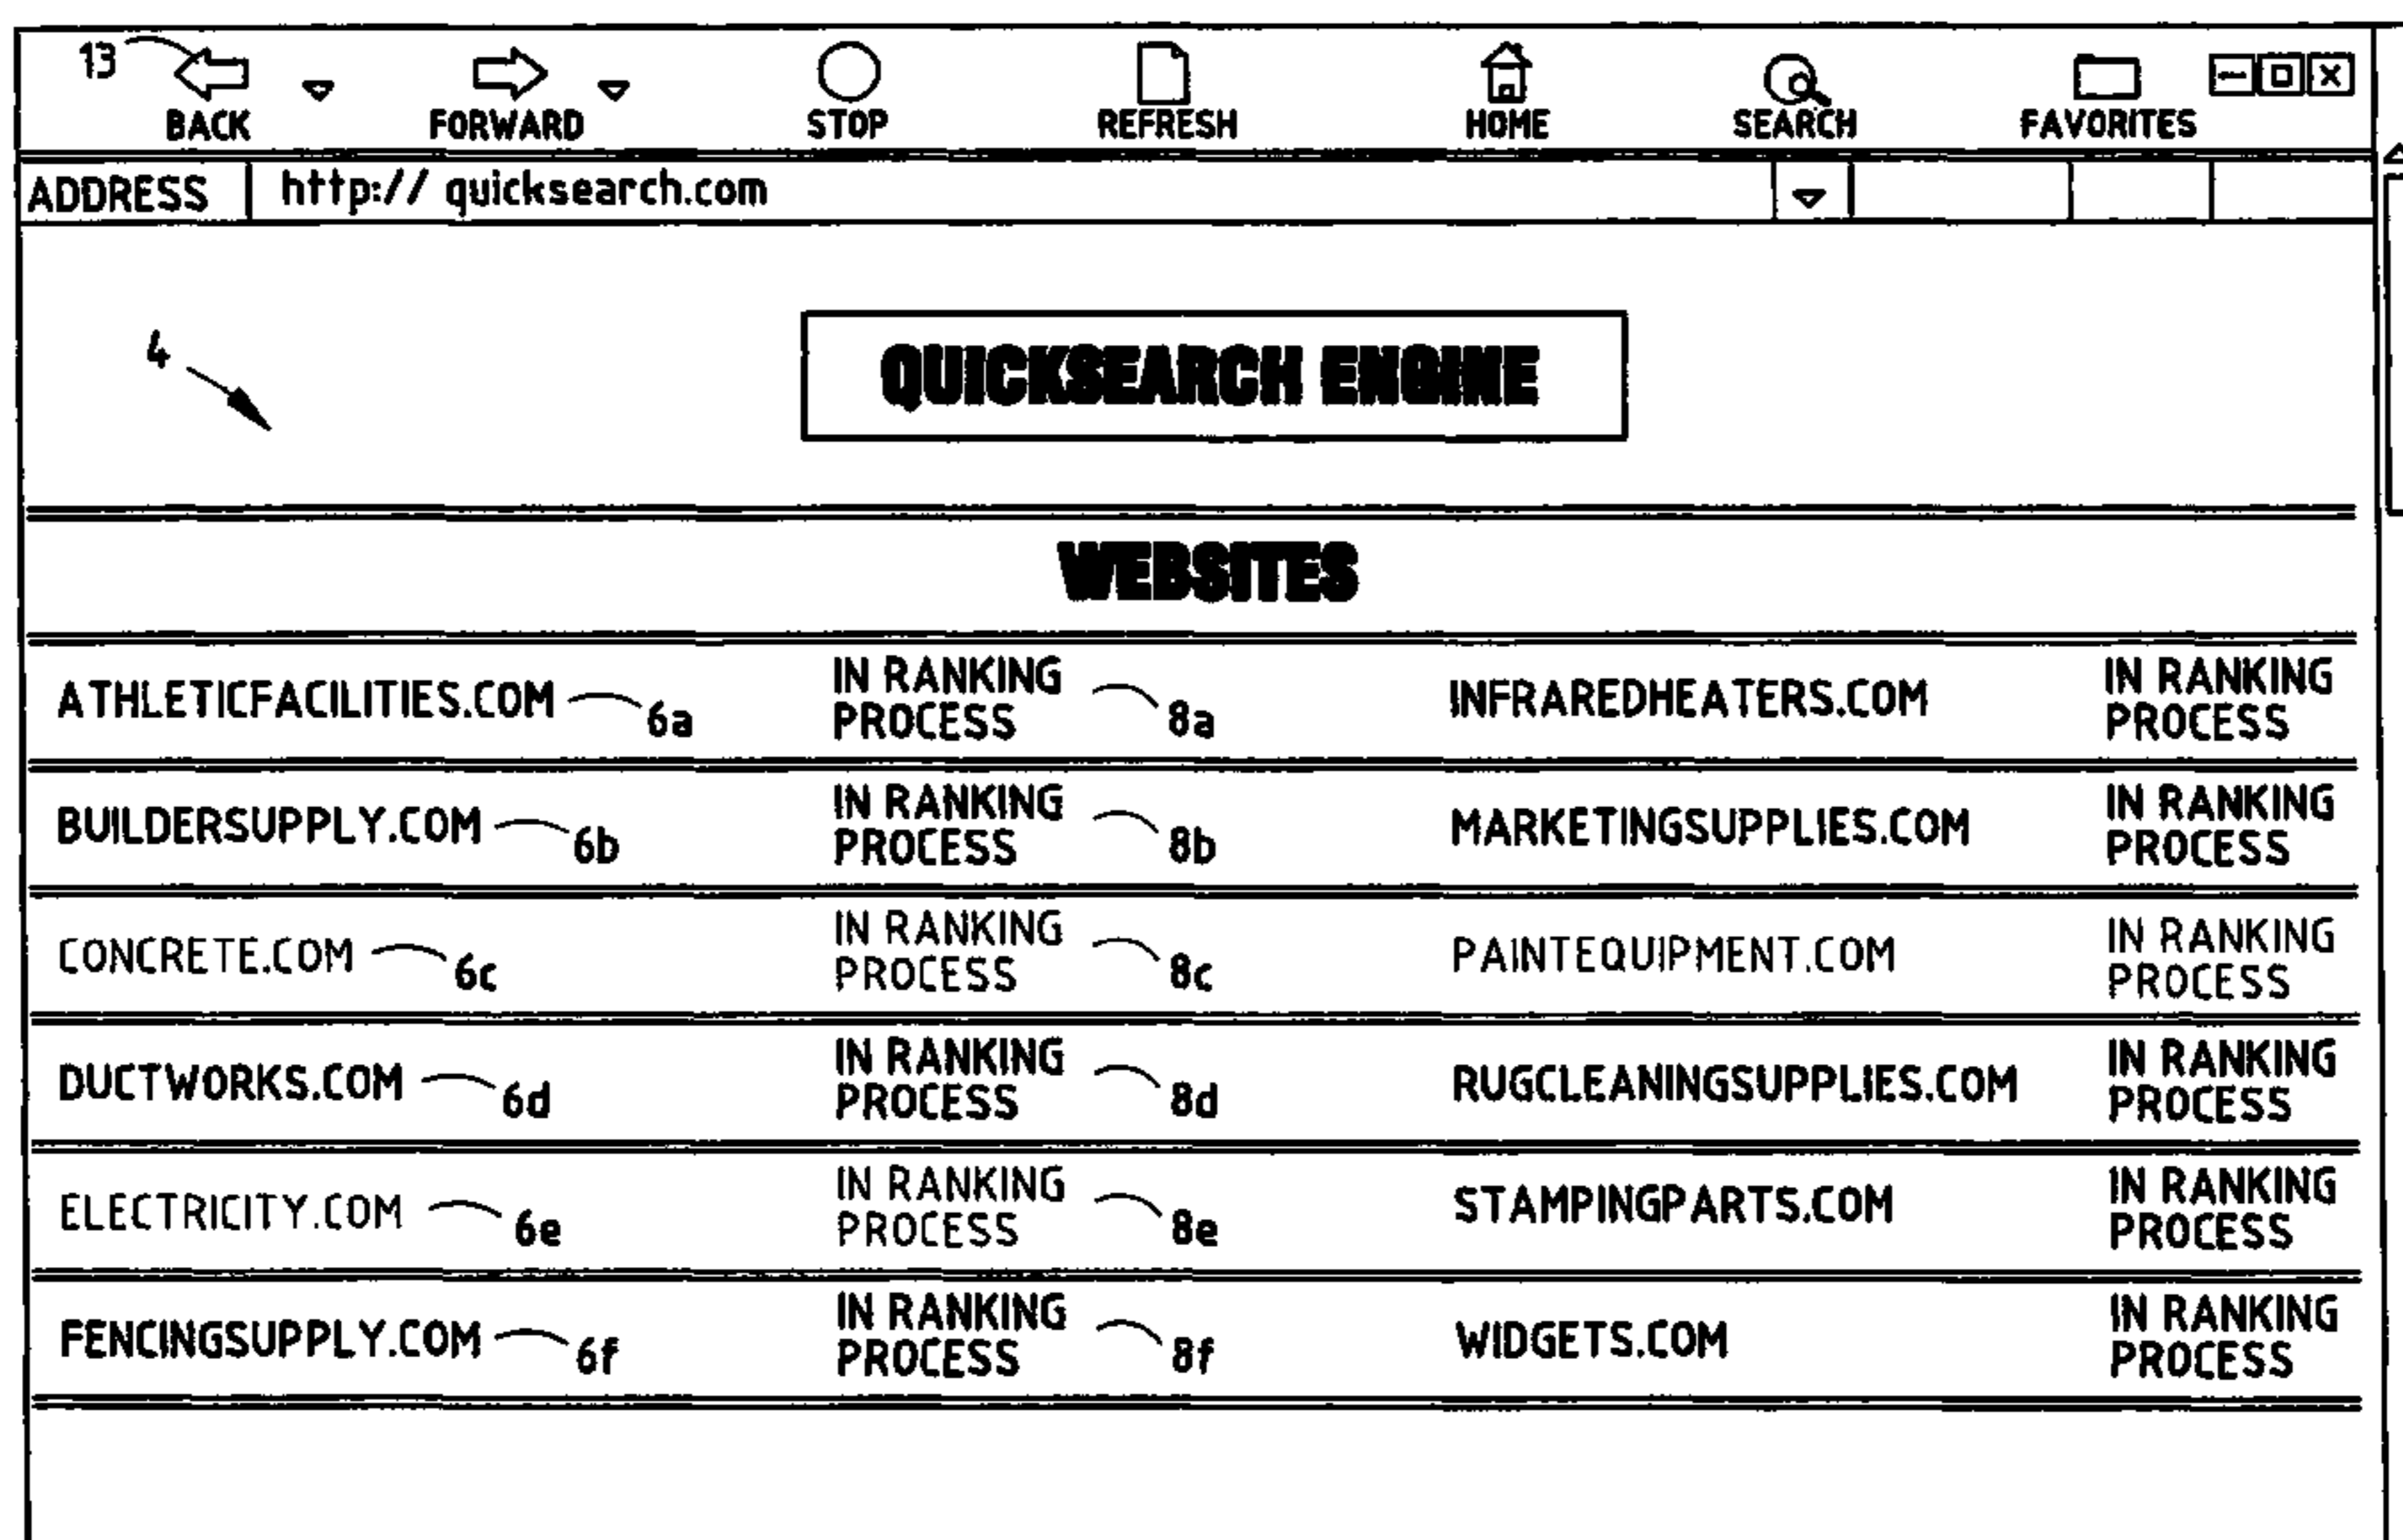 13
BACK FORWARD STOP REFRESH HOME SEARCH FAVORITES
ADDRESS http:// quicksearch.com
4
QUICKSEARCH ENGINE
WEBSITES
ATHLETICFACILITIES.COM 6a IN RANKING PROCESS 8a INFRAREDHEATERS.COM IN RANKING PROCESS
BUILDERSUPPLY.COM 6b IN RANKING PROCESS 8b MARKETINGSUPPLIES.COM IN RANKING PROCESS
CONCRETE.COM 6c IN RANKING PROCESS 8c PAINTEQUIPMENT.COM IN RANKING PROCESS
DUCTWORKS.COM 6d IN RANKING PROCESS 8d RUGCLEANINGSUPPLIES.COM IN RANKING PROCESS
ELECTRICITY.COM 6e IN RANKING PROCESS 8e STAMPINGPARTS.COM IN RANKING PROCESS
FENCINGSUPPLY.COM 6f IN RANKING PROCESS 8f WIDGETS.COM IN RANKING PROCESS